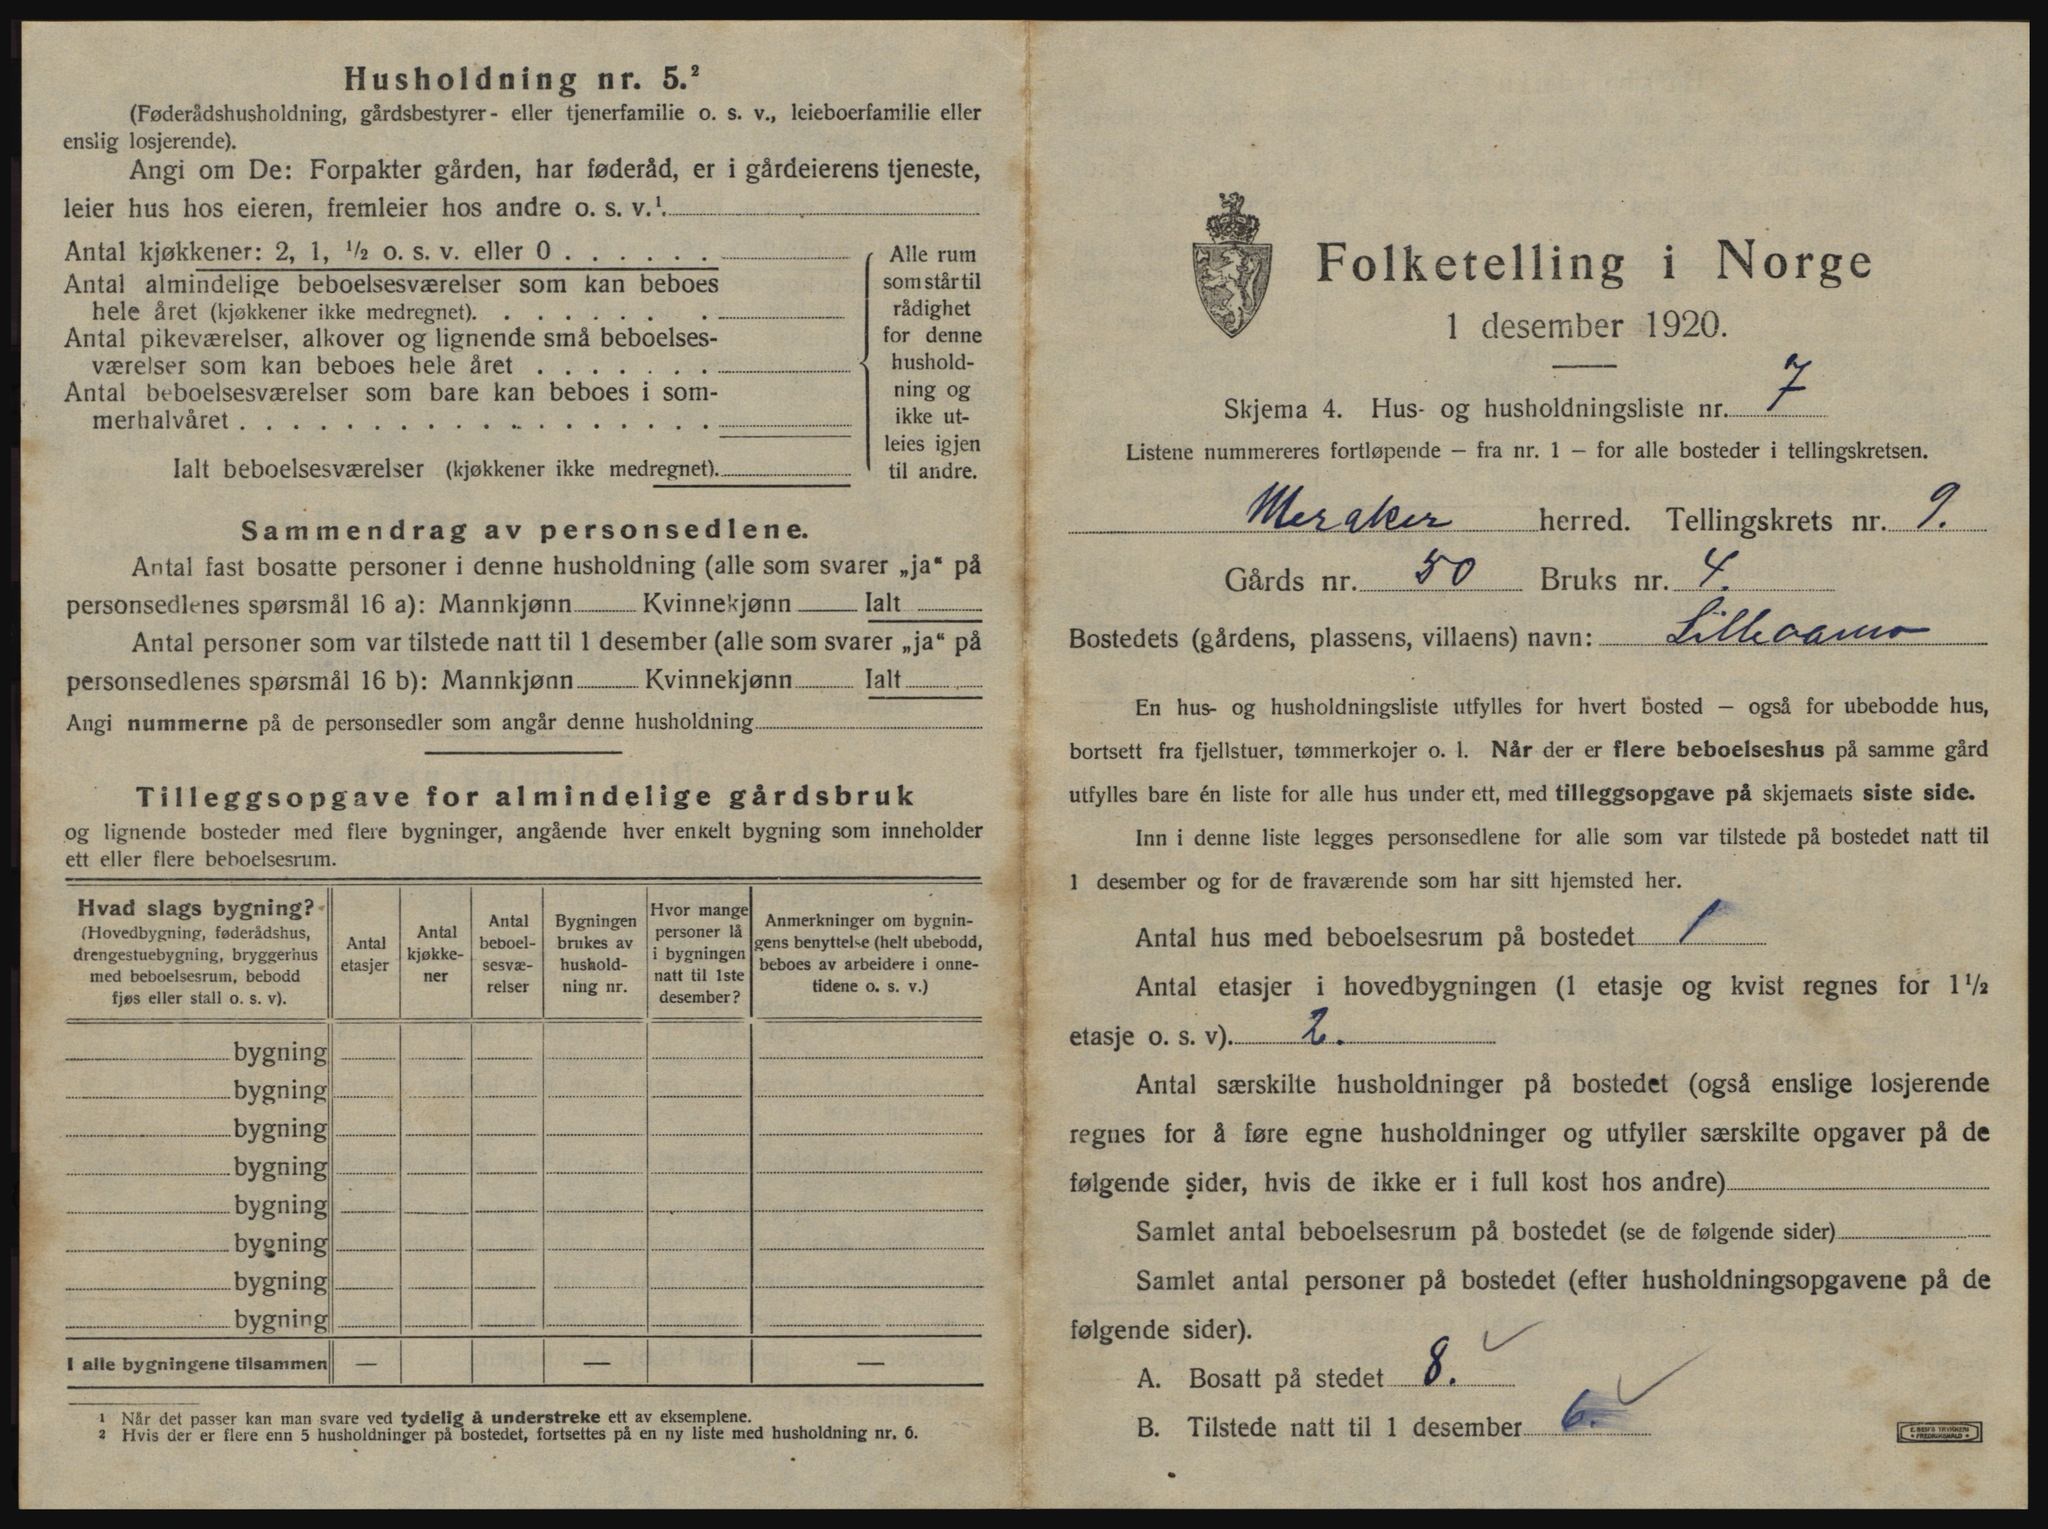 Husholdning nr. 5.²
(Føderådshusholdning, gårdsbestyrer- eller tjenerfamilie o. s. v., leieboerfamilie eller
enslig losjerende).
Angi om De: Forpakter gården, har føderåd, er i gårdeierens tjeneste,
leier hus hos eieren, fremleier hos andre o. s. v.¹.
Antal kjøkkener: 2, 1, ½ o. s. v. eller 0 . . . . . .
Antal almindelige beboelsesværelser som kan beboes
hele året (kjøkkener ikke medregnet). . . . . . . .
Antal pikeværelser, alkover og lignende små beboelses-
værelser som kan beboes hele året . . . . . . .
Antal beboelsesværelser som bare kan beboes i som-
merhalvåret . . . . . . . . . . . . . . . . . .
Ialt beboelsesværelser (kjøkkener ikke medregnet).
Alle rum
som står til
rådighet
for denne
hushold-
ning og
ikke ut-
leies igjen
til andre.
Sammendrag av personsedlene.
Antal fast bosatte personer i denne husholdning (alle som svarer „ja“ på
personsedlenes spørsmål 16 a): Mannkjønn Kvinnekjønn Ialt
Antal personer som var tilstede natt til 1 desember (alle som svarer „ja“ på
personsedlenes spørsmål 16 b): Mannkjønn Kvinnekjønn Ialt
Angi nummerne på de personsedler som angår denne husholdning
Tilleggsopgave for almindelige gårdsbruk
og lignende bosteder med flere bygninger, angående hver enkelt bygning som inneholder
ett eller flere beboelsesrum.
Hvad slags bygning?
(Hovedbygning, føderådshus,
drengestuebygning, bryggerhus
med beboelsesrum, bebodd
fjøs eller stall o. s. v).
Antal
etasjer
Antal
kjøkke-
ner
Antal
beboel-
sesvæ-
relser
Bygningen
brukes av
hushold-
ning nr.
Hvor mange
personer lå
i bygningen
natt til 1ste
desember?
Anmerkninger om bygnin-
gens benyttelse (helt ubebodd,
beboes av arbeidere i onne-
tidene o. s. v.)
bygning
bygning
bygning
bygning
bygning
bygning
bygning
bygning
I alle bygningene tilsammen — — —
¹ Når det passer kan man svare ved tydelig å understreke ett av eksemplene.
² Hvis der er flere enn 5 husholdninger på bostedet, fortsettes på en ny liste med husholdning nr. 6.
Folketelling i Norge
1 desember 1920.
Skjema 4. Hus- og husholdningsliste nr. 7
Listene nummereres fortløpende – fra nr. 1 – for alle bosteder i tellingskretsen.
Meraker herred. Tellingskrets nr. 9.
Gårds nr. 50 Bruks nr. 4.
Bostedets (gårdens, plassens, villaens) navn:
En hus- og husholdningsliste utfylles for hvert bosted – også for ubebodde hus,
bortsett fra fjellstuer, tømmerkojer o. l. Når der er flere beboelseshus på samme gård
utfylles bare én liste for alle hus under ett, med tilleggsopgave på skjemaets siste side.
Inn i denne liste legges personsedlene for alle som var tilstede på bostedet natt til
1 desember og for de fraværende som har sitt hjemsted her.
Antal hus med beboelsesrum på bostedet 1
Antal etasjer i hovedbygningen (1 etasje og kvist regnes for 1½
etasje o. s. v). 2.
Antal særskilte husholdninger på bostedet (også enslige losjerende
regnes for å føre egne husholdninger og utfyller særskilte opgaver på de
følgende sider, hvis de ikke er i full kost hos andre)
Samlet antal beboelsesrum på bostedet (se de følgende sider)
Samlet antal personer på bostedet (efter husholdningsopgavene på de
følgende sider).
A. Bosatt på stedet 8. ✓
B. Tilstede natt til 1 desember 6. ✓
E. SEM'S TRYKKERI
FREDRIKSHALD